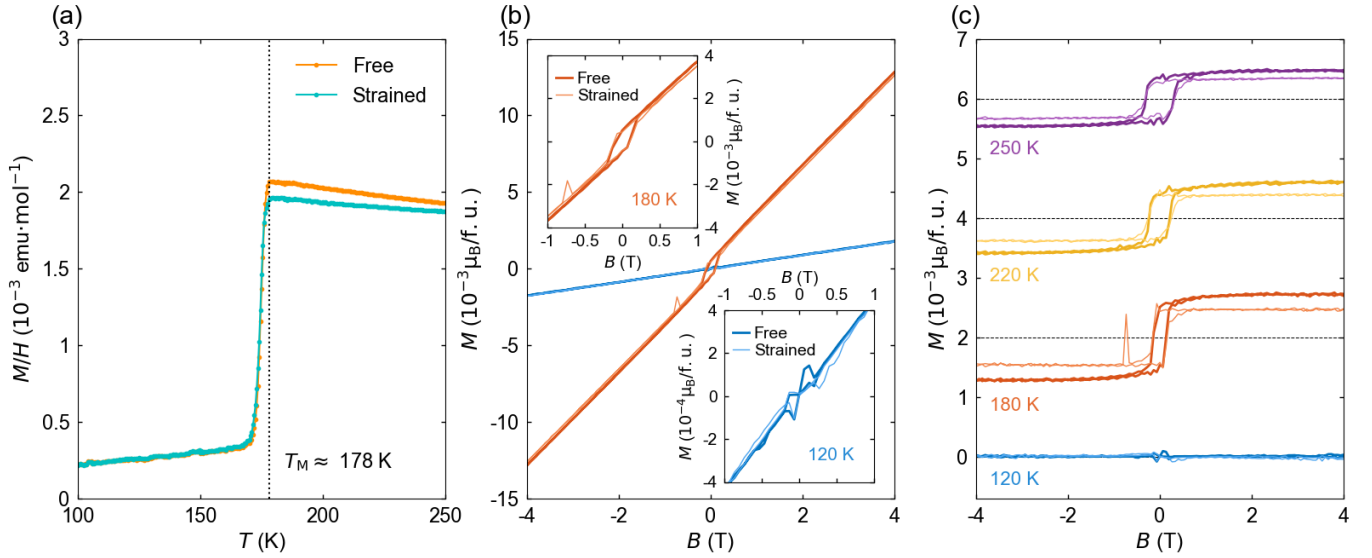 (a)
3
2.5
2
1.5
1
0.5
0
M/H (10⁻³ emu·mol⁻¹)
Free
Strained
T_M ≈ 178 K
100
150
200
250
T (K)
(b)
15
10
5
0
-5
-10
-15
M (10⁻³μ_B/f. u.)
Free
Strained
180 K
4
2
0
-2
-4
M (10⁻³μ_B/f. u.)
-1
-0.5
0
0.5
1
B (T)
B (T)
-1
-0.5
0
0.5
1
Free
Strained
120 K
4
2
0
-2
-4
M (10⁻⁴μ_B/f. u.)
-4
-2
0
2
4
B (T)
(c)
7
6
5
4
3
2
1
0
M (10⁻³μ_B/f. u.)
250 K
220 K
180 K
120 K
-4
-2
0
2
4
B (T)